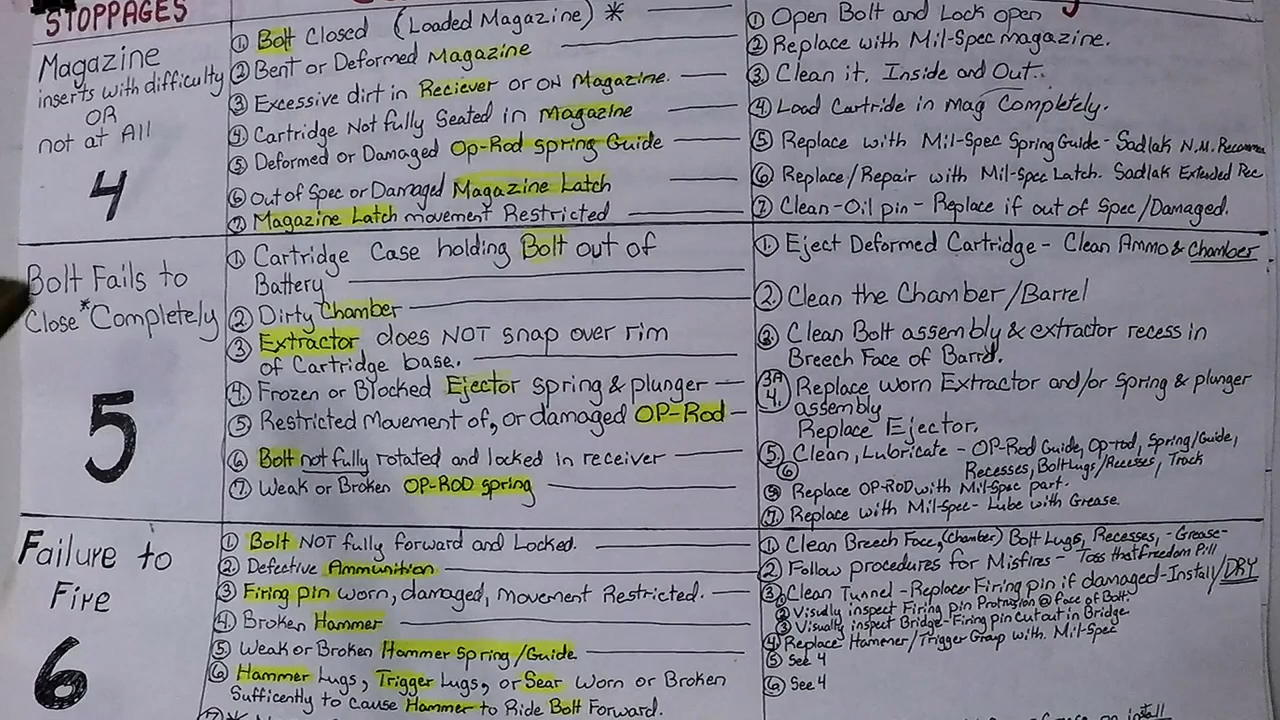 STOPPAGES
Magazine
inserts with difficulty
OR
not at All
4
① Bolt Closed (Loaded Magazine) *
② Bent or Deformed Magazine
③ Excessive dirt in Reciever or on Magazine.
④ Cartridge Not fully Seated in Magazine
⑤ Deformed or Damaged Op-Rod spring Guide
⑥ Out of Spec or Damaged Magazine Latch
⑦ Magazine Latch movement Restricted
① Open Bolt and Lock open
② Replace with Mil-Spec magazine.
③ Clean it. Inside and Out.
④ Load Cartride in Mag Completely.
⑤ Replace with Mil-Spec Spring Guide - Sadlak N.M.
⑥ Replace/Repair with Mil-Spec Latch. Sadlak Extended Rec
⑦ Clean-Oil pin - Replace if out of Spec/Damaged.
Bolt Fails to
Close *Completely
5
① Cartridge Case holding Bolt out of
Battery
② Dirty Chamber
③ Extractor does NOT snap over rim
of Cartridge base.
④ Frozen or Blocked Ejector spring & plunger
⑤ Restricted Movement of, or damaged OP-Rod
⑥ Bolt not fully rotated and locked in receiver
⑦ Weak or Broken OP-ROD spring
① Eject Deformed Cartridge - Clean Ammo & Chamber
② Clean the Chamber/Barrel
③ Clean Bolt assembly & extractor recess in
Breech Face of Barrel.
3A Replace worn Extractor and/or Spring & plunger
assembly
4. Replace Ejector.
⑤ Clean, Lubricate - OP-Rod Guide, Op-rod, Spring/Guide,
⑥ Recesses, Bolt Lugs/Recesses, Track
Replace OP-ROD with Mil-Spec part.
⑦ Replace with Mil-Spec - Lube with Grease.
Failure to
Fire
6
① Bolt NOT fully forward and Locked.
② Defective Ammunition
③ Firing pin worn, damaged, movement Restricted.
④ Broken Hammer
⑤ Weak or Broken Hammer Spring/Guide
⑥ Hammer Lugs, Trigger Lugs, or Sear Worn or Broken
Sufficently to cause Hammer to Ride Bolt Forward.
① Clean Breech Face, (Chamber) Bolt Lugs, Recesses, - Grease-
② Follow procedures for Misfires - Toss that freedom Pill
③ Clean Tunnel - Replace Firing pin if damaged - Install/DRY
② Visually inspect Firing Pin Protrusion @ face of Bolt.
③ Visually inspect Bridge - Firing pin cutout in Bridge
④ Replace Hammer/Trigger Group with Mil-Spec
⑤ See 4
⑥ See 4